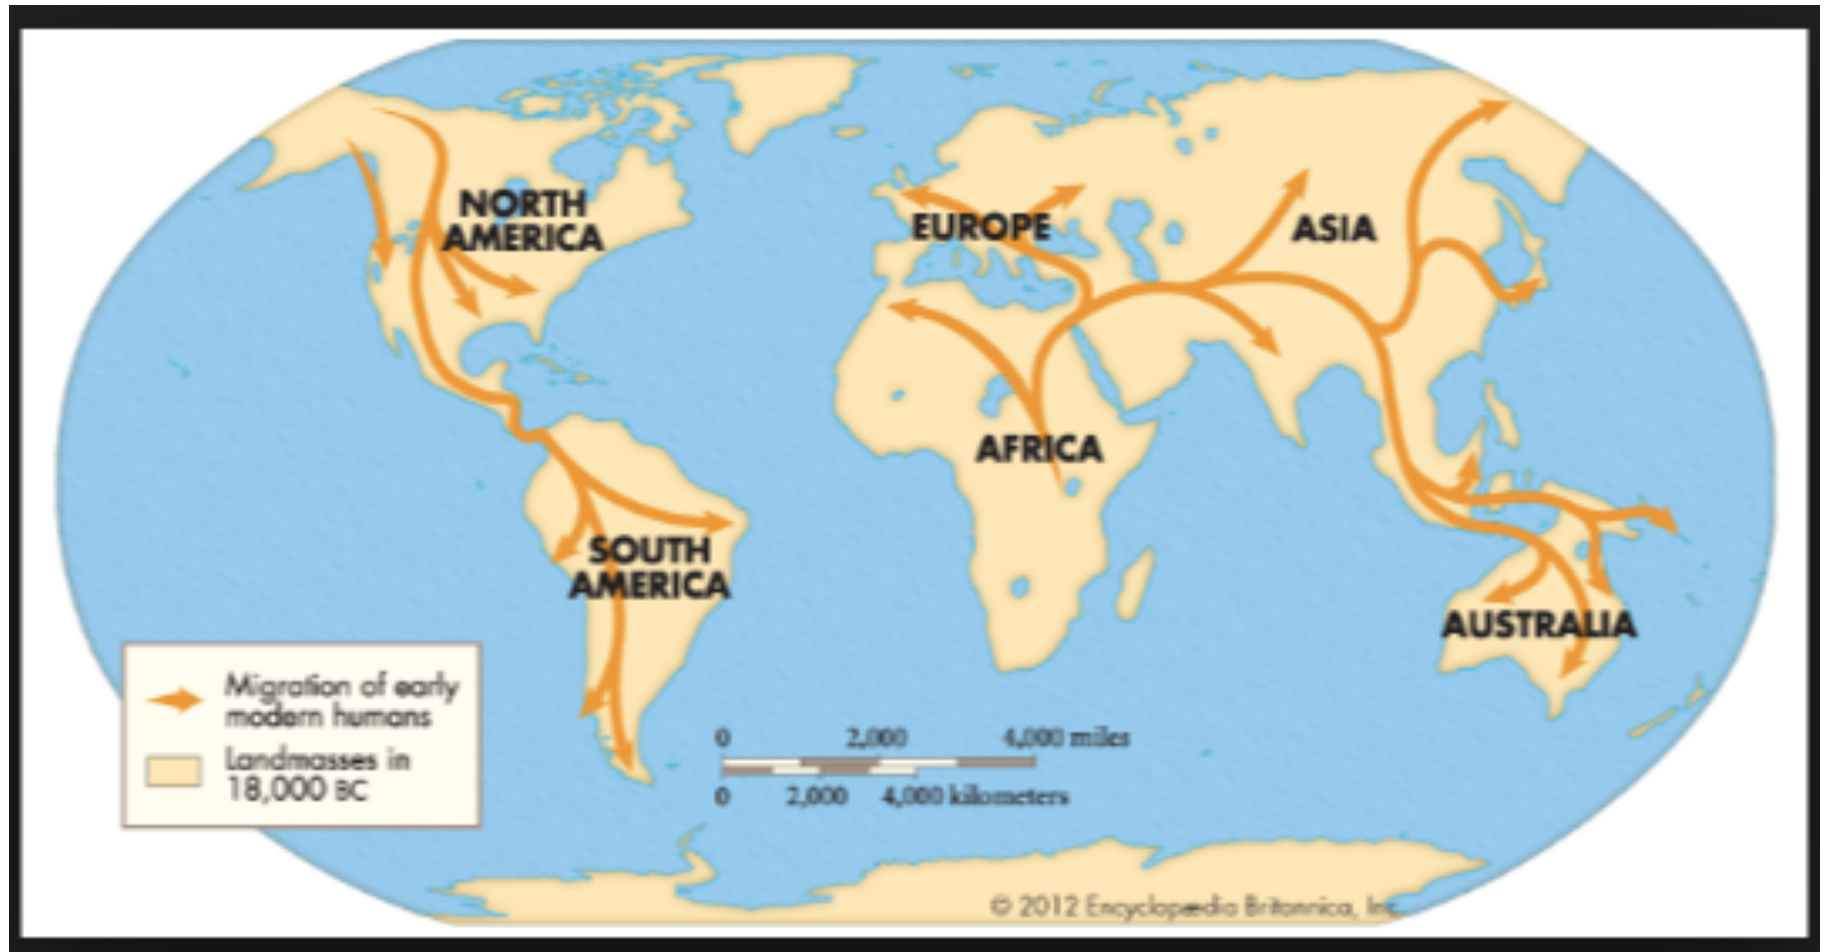 NORTH
AMERICA
EUROPE
ASIA
AFRICA
SOUTH
AMERICA
AUSTRALIA
Migration of early
modern humans
Landmasses in
18,000 BC
0 2,000 4,000 miles
0 2,000 4,000 kilometers
© 2012 Encyclopædia Britannica, Inc.